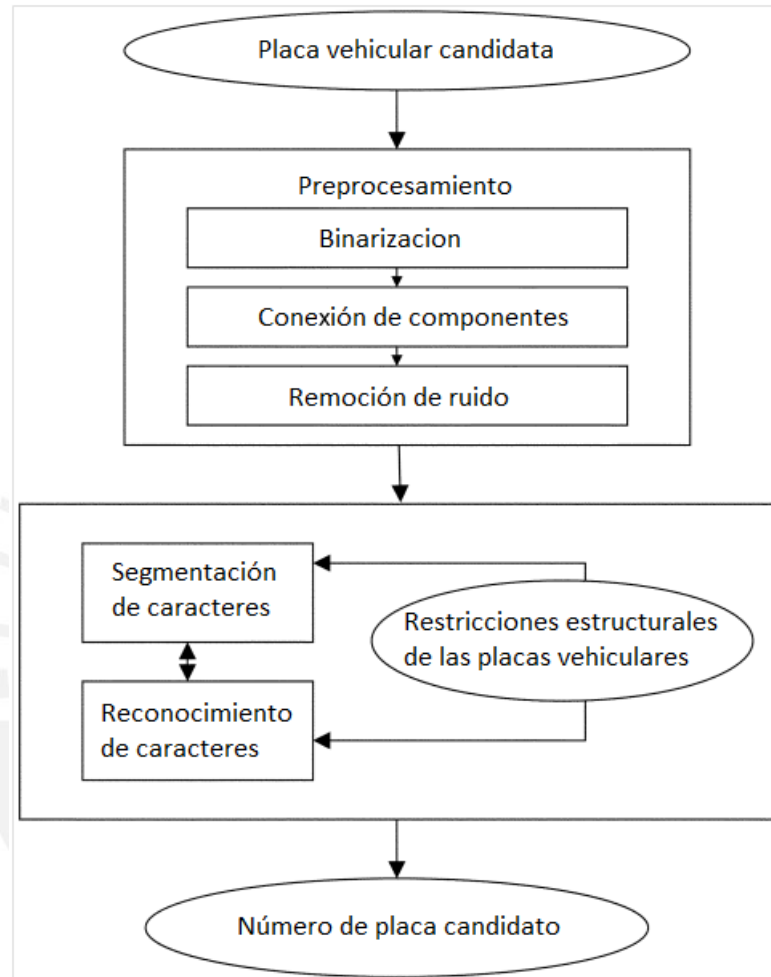 Placa vehicular candidata
Preprocesamiento
Binarizacion
Conexión de componentes
Remoción de ruido
Segmentación
de caracteres
Restricciones estructurales
de las placas vehiculares
Reconocimiento
de caracteres
Número de placa candidato